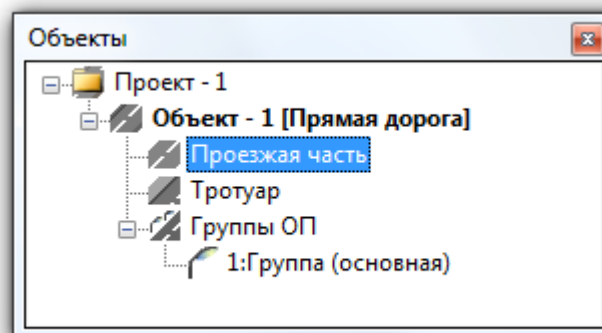 Объекты
Проект - 1
Объект - 1 [Прямая дорога]
Проезжая часть
Тротуар
Группы ОП
1:Группа (основная)